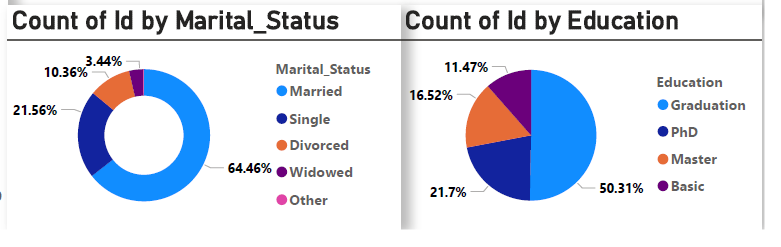 Count of Id by Marital_Status
3.44%
10.36%
21.56%
64.46%
Marital_Status
Married
Single
Divorced
Widowed
Other
Count of Id by Education
11.47%
16.52%
21.7%
50.31%
Education
Graduation
PhD
Master
Basic